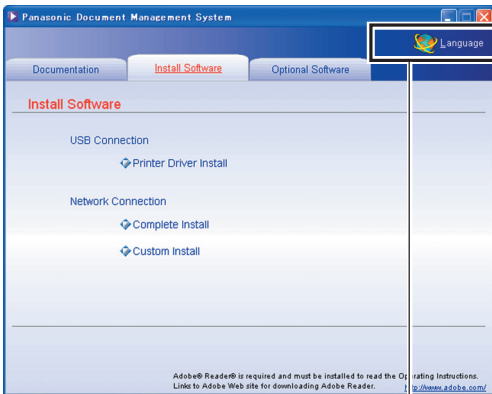 Panasonic Document Management System
Language
Documentation
Install Software
Optional Software
Install Software
USB Connection
Printer Driver Install
Network Connection
Complete Install
Custom Install
Adobe® Reader® is required and must be installed to read the Op rating Instructions.
Links to Adobe Web site for downloading Adobe Reader. http://www.adobe.com/